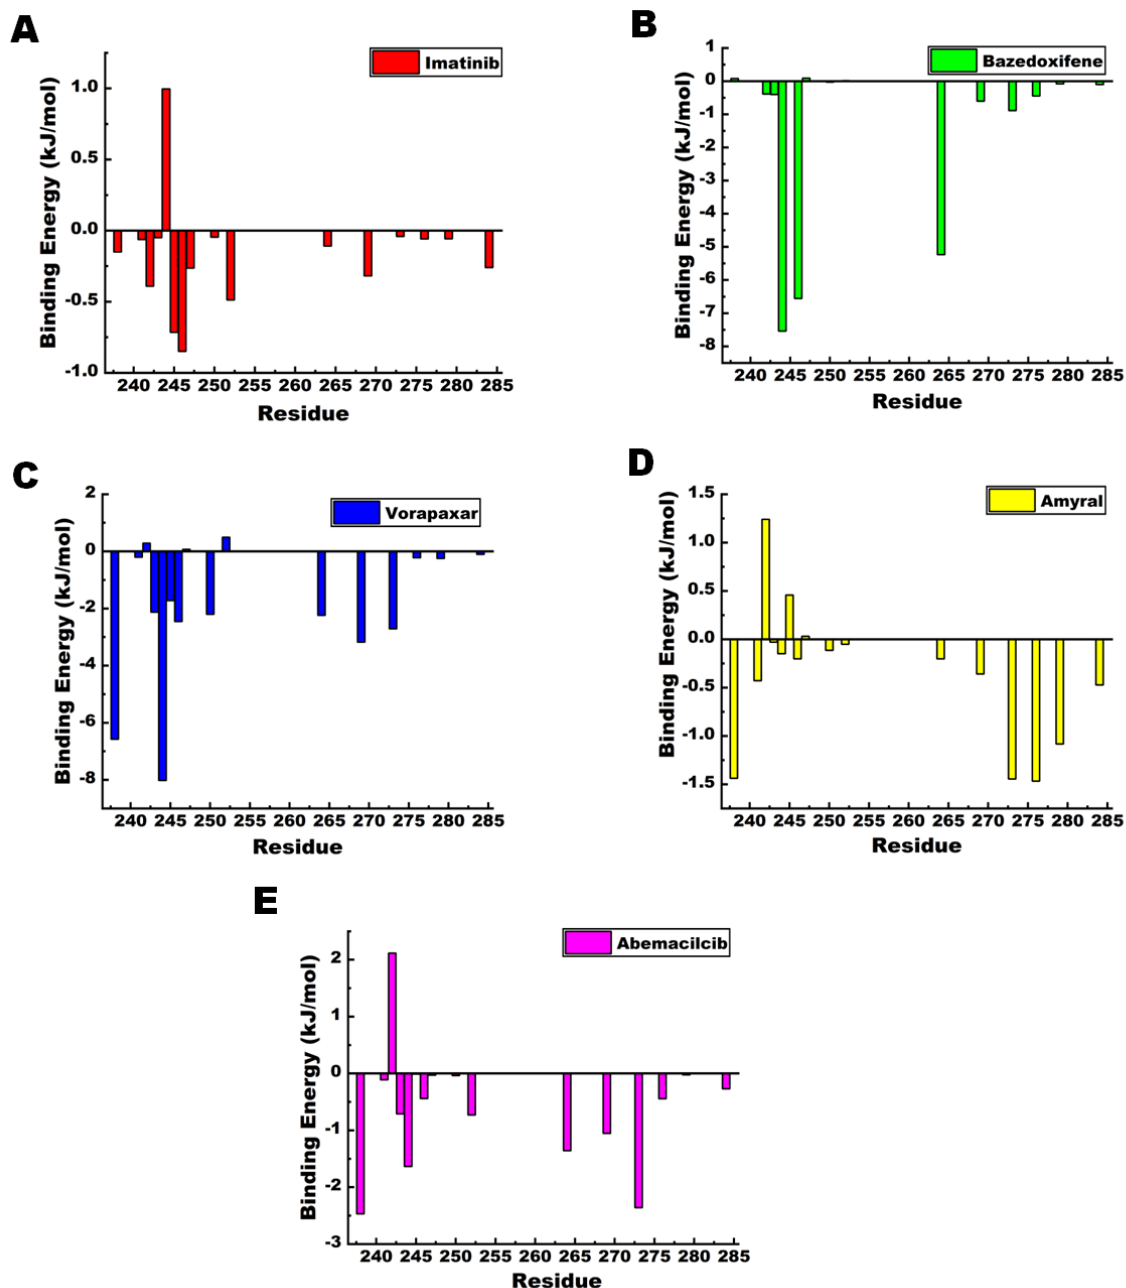 A
Imatinib
Binding Energy (kJ/mol)
1.0
0.5
0.0
-0.5
-1.0
240 245 250 255 260 265 270 275 280 285
Residue
B
Bazedoxifene
Binding Energy (kJ/mol)
1
0
-1
-2
-3
-4
-5
-6
-7
-8
240 245 250 255 260 265 270 275 280 285
Residue
C
Vorapaxar
Binding Energy (kJ/mol)
2
0
-2
-4
-6
-8
240 245 250 255 260 265 270 275 280 285
Residue
D
Amyral
Binding Energy (kJ/mol)
1.5
1.0
0.5
0.0
-0.5
-1.0
-1.5
240 245 250 255 260 265 270 275 280 285
Residue
E
Abemacilcib
Binding Energy (kJ/mol)
2
1
0
-1
-2
-3
240 245 250 255 260 265 270 275 280 285
Residue